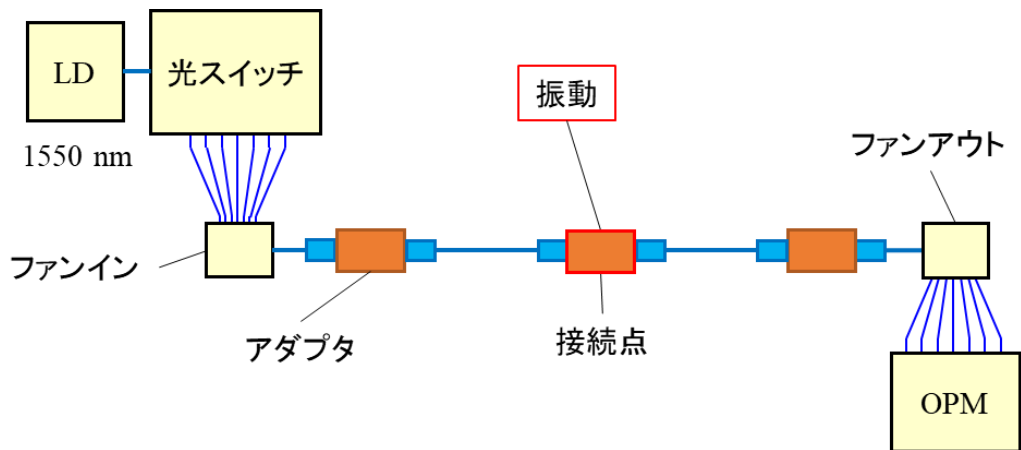 LD
光スイッチ
1550 nm
振動
ファンアウト
ファンイン
アダプタ
接続点
OPM